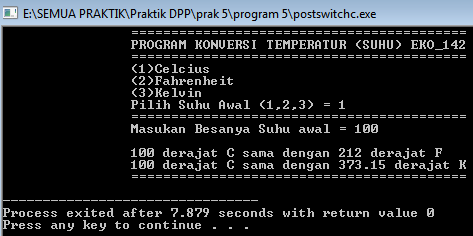 E:\SEMUA PRAKTIK\Praktik DPP\prak 5\program 5\postswitchc.exe
========================================
PROGRAM KONVERSI TEMPERATUR (SUHU) EKO_142
========================================
(1)Celcius
(2)Fahrenheit
(3)Kelvin
Pilih Suhu Awal (1,2,3) = 1
========================================
Masukan Besanya Suhu awal = 100
100 derajat C sama dengan 212 derajat F
100 derajat C sama dengan 373.15 derajat K
========================================
--------------------------------
Process exited after 7.879 seconds with return value 0
Press any key to continue . . .